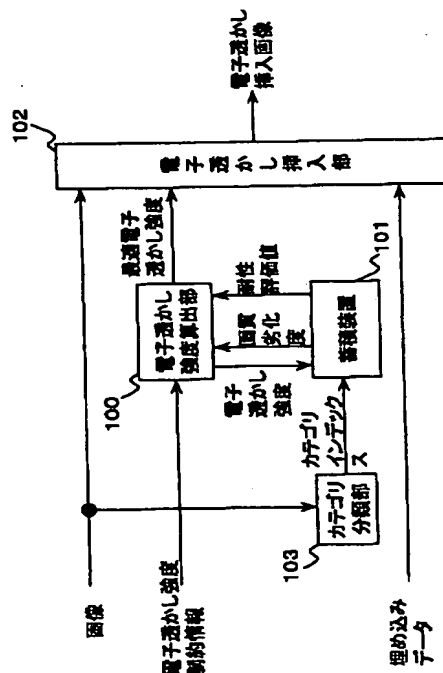 画像
電子透かし強度
制約情報
100
電子透かし
強度算出部
最適電子
透かし強度
102
電子透かし挿入部
電子透かし
挿入画像
電子
透かし強度
画質
劣化
度
耐性
評価値
101
蓄積装置
カテゴリ
インデック
ス
カテゴリ
分類部
103
埋め込み
データ